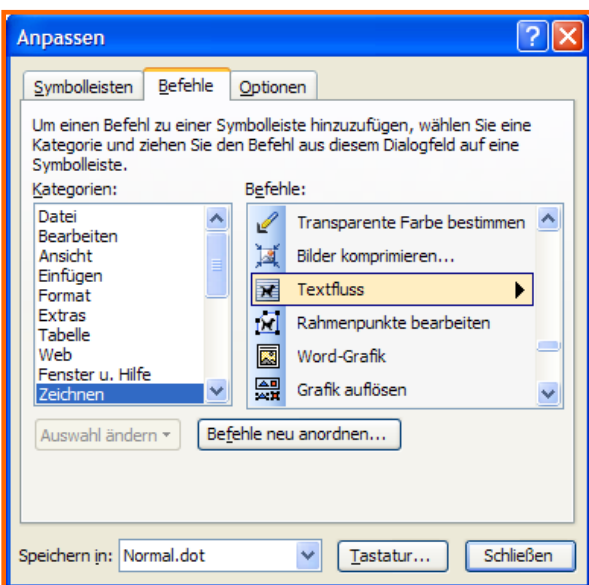 Anpassen
Symbolleisten Befehle Optionen
Um einen Befehl zu einer Symbolleiste hinzuzufügen, wählen Sie eine
Kategorie und ziehen Sie den Befehl aus diesem Dialogfeld auf eine
Symbolleiste.
Kategorien:
Datei
Bearbeiten
Ansicht
Einfügen
Format
Extras
Tabelle
Web
Fenster u. Hilfe
Zeichnen
Befehle:
Transparente Farbe bestimmen
Bilder komprimieren...
Textfluss
Rahmenpunkte bearbeiten
Word-Grafik
Grafik auflösen
Auswahl ändern
Befehle neu anordnen...
Speichern in: Normal.dot
Tastatur...
Schließen